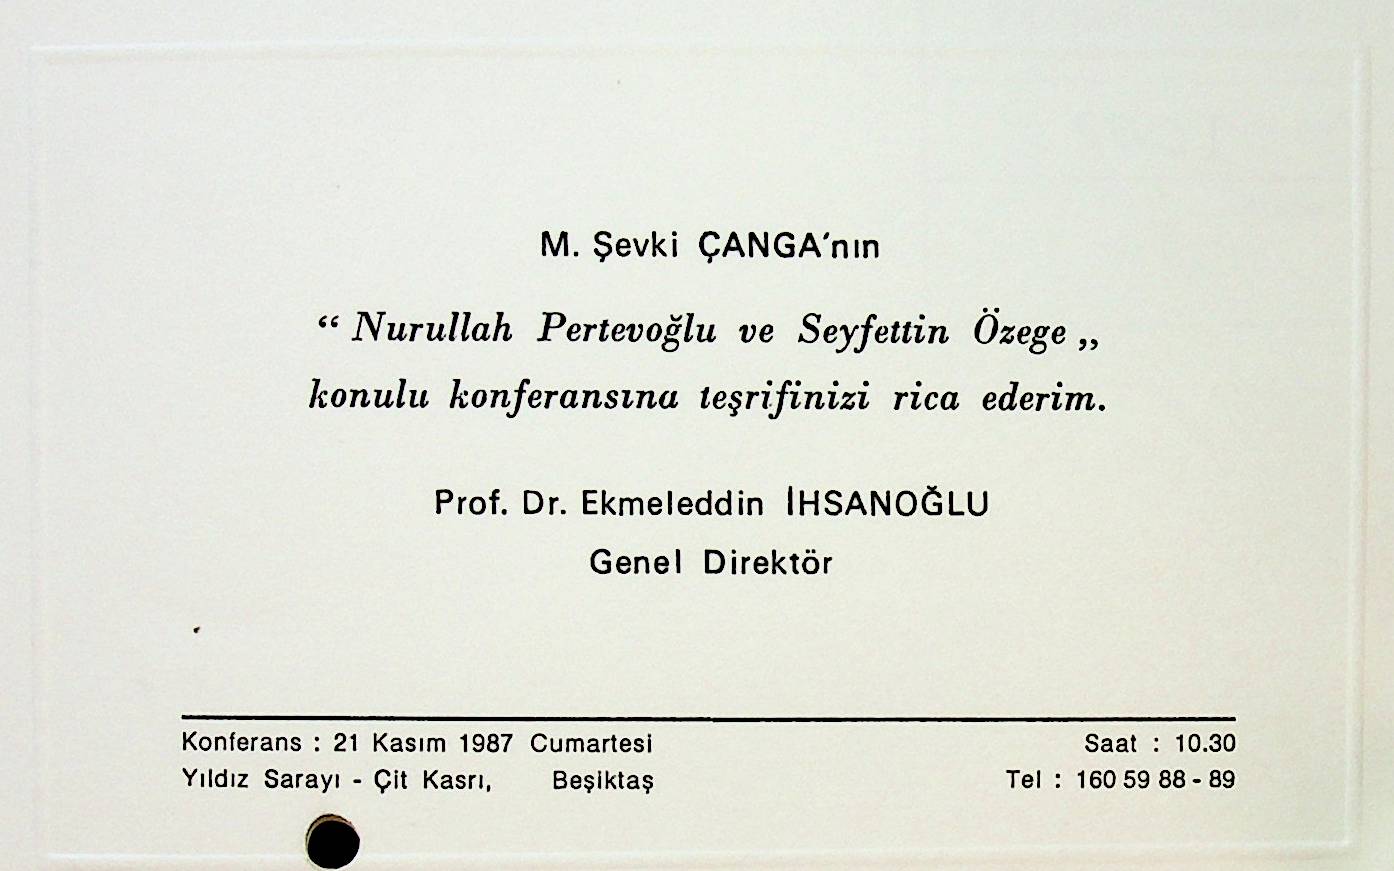 M. Şevki ÇANGA'nın
“ Nurullah Pertevoğlu ve Seyfettin Özege „
konulu konferansına teşrifinizi rica ederim.
Prof. Dr. Ekmeleddin İHSANOĞLU
Genel Direktör
Konferans : 21 Kasım 1987 Cumartesi Saat : 10.30
Yıldız Sarayı - Çit Kasrı, Beşiktaş Tel : 160 59 88 - 89